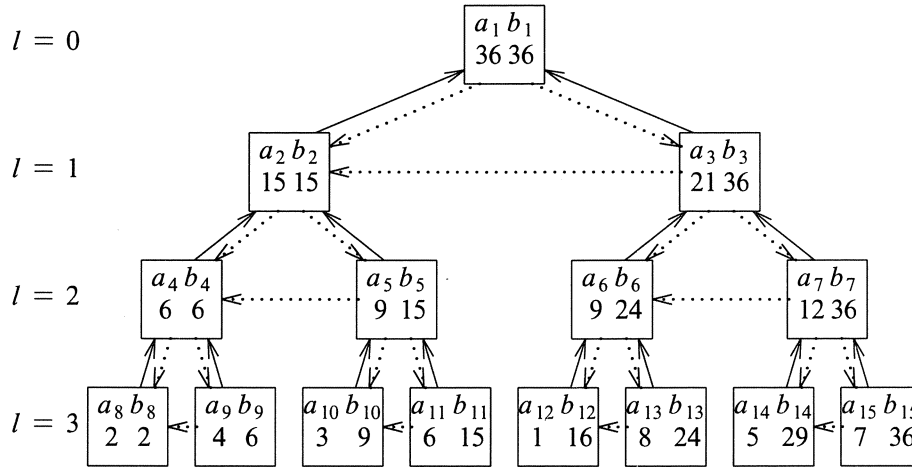 l = 0
a₁ b₁
36 36
l = 1
a₂ b₂
15 15
a₃ b₃
21 36
l = 2
a₄ b₄
6 6
a₅ b₅
9 15
a₆ b₆
9 24
a₇ b₇
12 36
l = 3
a₈ b₈
2 2
a₉ b₉
4 6
a₁₀ b₁₀
3 9
a₁₁ b₁₁
6 15
a₁₂ b₁₂
1 16
a₁₃ b₁₃
8 24
a₁₄ b₁₄
5 29
a₁₅ b₁₅
7 36